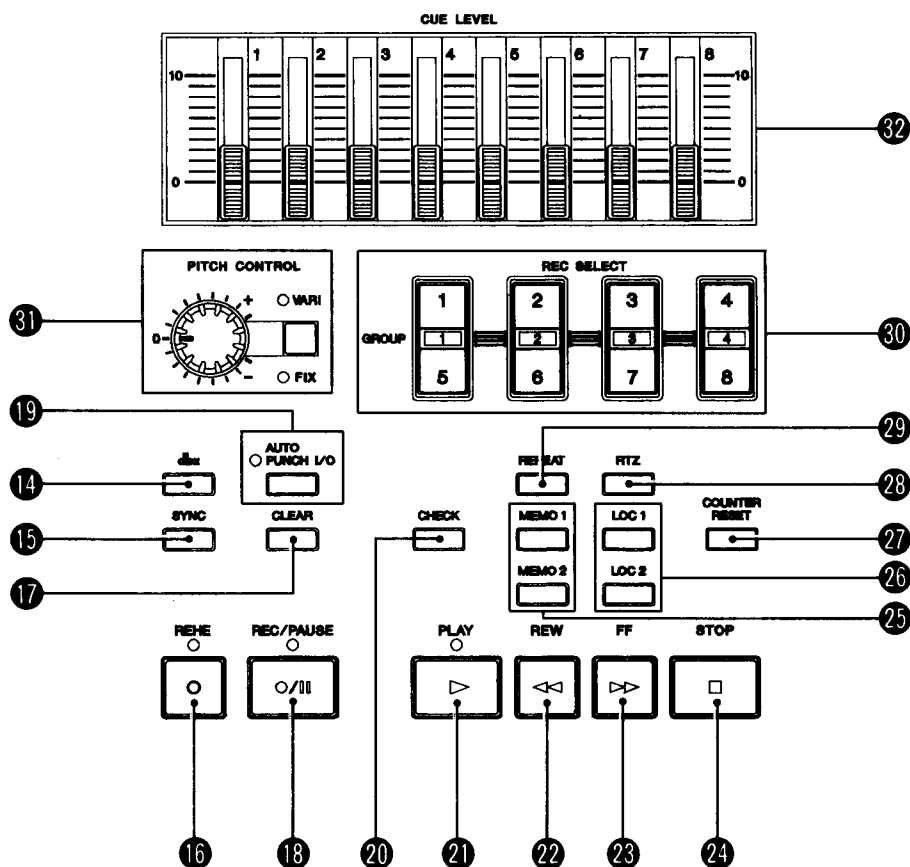 CUE LEVEL
1 2 3 4 5 6 7 8
10 10
0 0
32
PITCH CONTROL
+
VARI
0
−
FIX
31
REC SELECT
1 2 3 4
GROUP 1 2 3 4
5 6 7 8
30
19
AUTO
PUNCH I/O
29
REPEAT RTZ
14 dbx
28
SYNC CLEAR CHECK MEMO 1 LOC 1 COUNTER
RESET
15
27
17
MEMO 2 LOC 2
26
25
REHE REC/PAUSE PLAY REW FF STOP
16 18 20 21 22 23 24